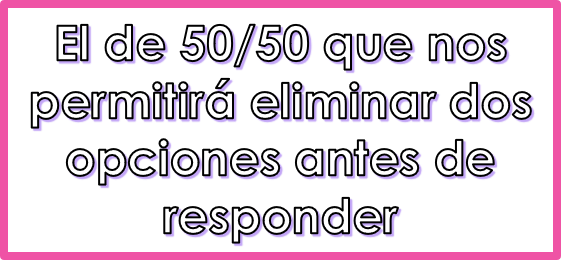 El de 50/50 que nos
permitirá eliminar dos
opciones antes de
responder